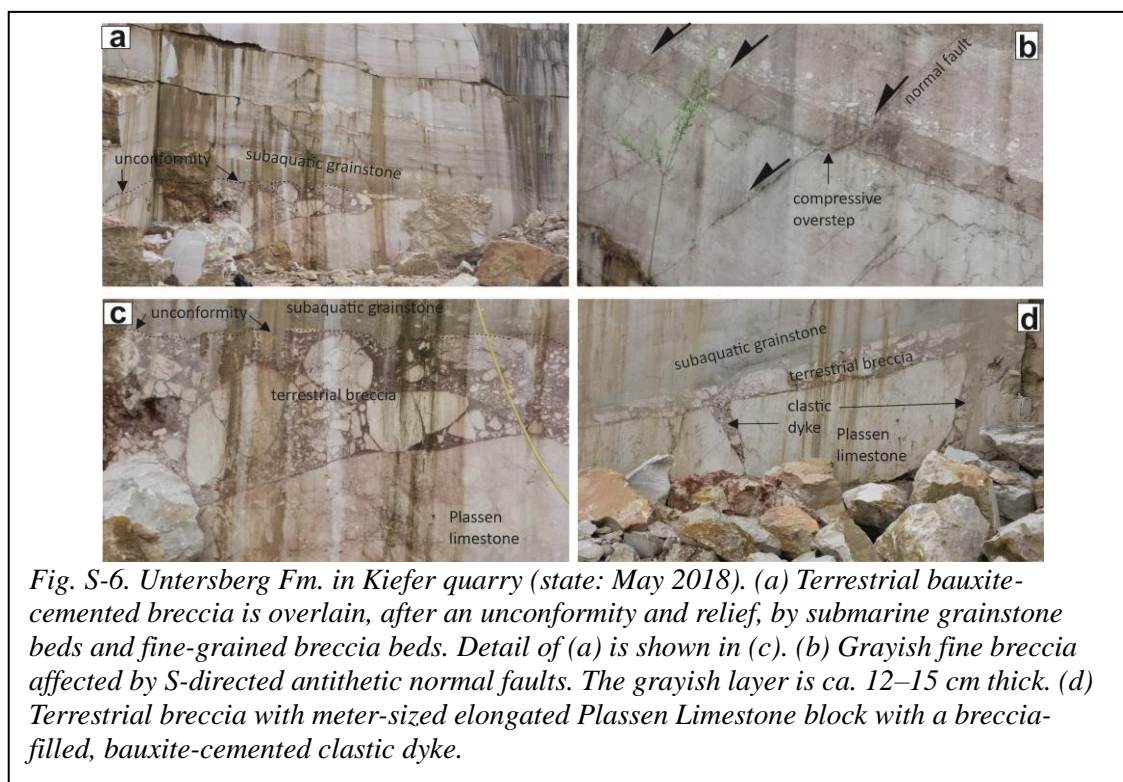 a
unconformity
subaquatic grainstone
b
normal fault
compressive
overstep
c
subaquatic grainstone
unconformity
terrestrial breccia
Plassen
limestone
d
subaquatic grainstone
terrestrial breccia
clastic
dyke
Plassen
limestone
Fig. S-6. Untersberg Fm. in Kiefer quarry (state: May 2018). (a) Terrestrial bauxite-
cemented breccia is overlain, after an unconformity and relief, by submarine grainstone
beds and fine-grained breccia beds. Detail of (a) is shown in (c). (b) Grayish fine breccia
affected by S-directed antithetic normal faults. The grayish layer is ca. 12–15 cm thick. (d)
Terrestrial breccia with meter-sized elongated Plassen Limestone block with a breccia-
filled, bauxite-cemented clastic dyke.